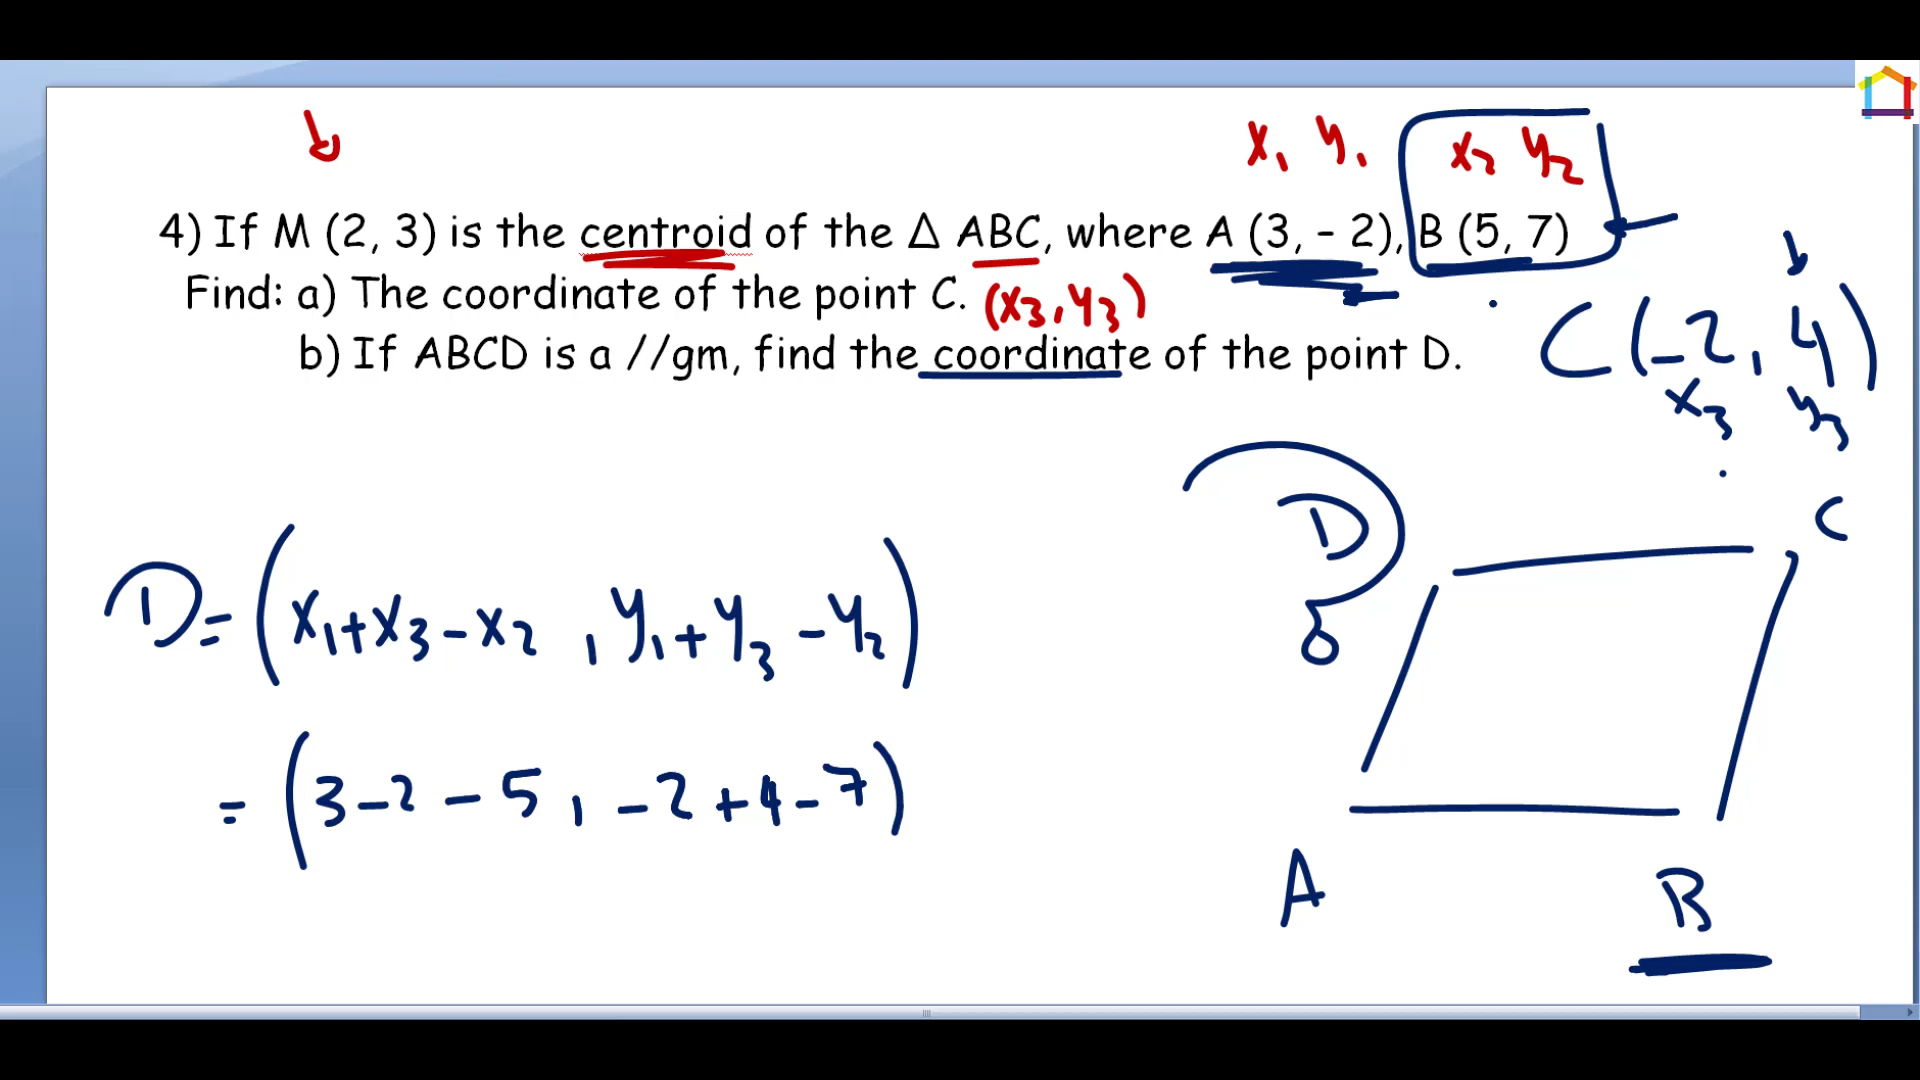 x₁ y₁ x₂ y₂
4) If M (2, 3) is the centroid of the Δ ABC, where A (3, - 2), B (5, 7)
Find: a) The coordinate of the point C. (x₃, y₃)
b) If ABCD is a //gm, find the coordinate of the point D.
C(-2, 4)
x₃ y₃
D C
D = (x₁+x₃-x₂ , y₁+y₃-y₂)
= (3-2-5, -2+4-7)
A B